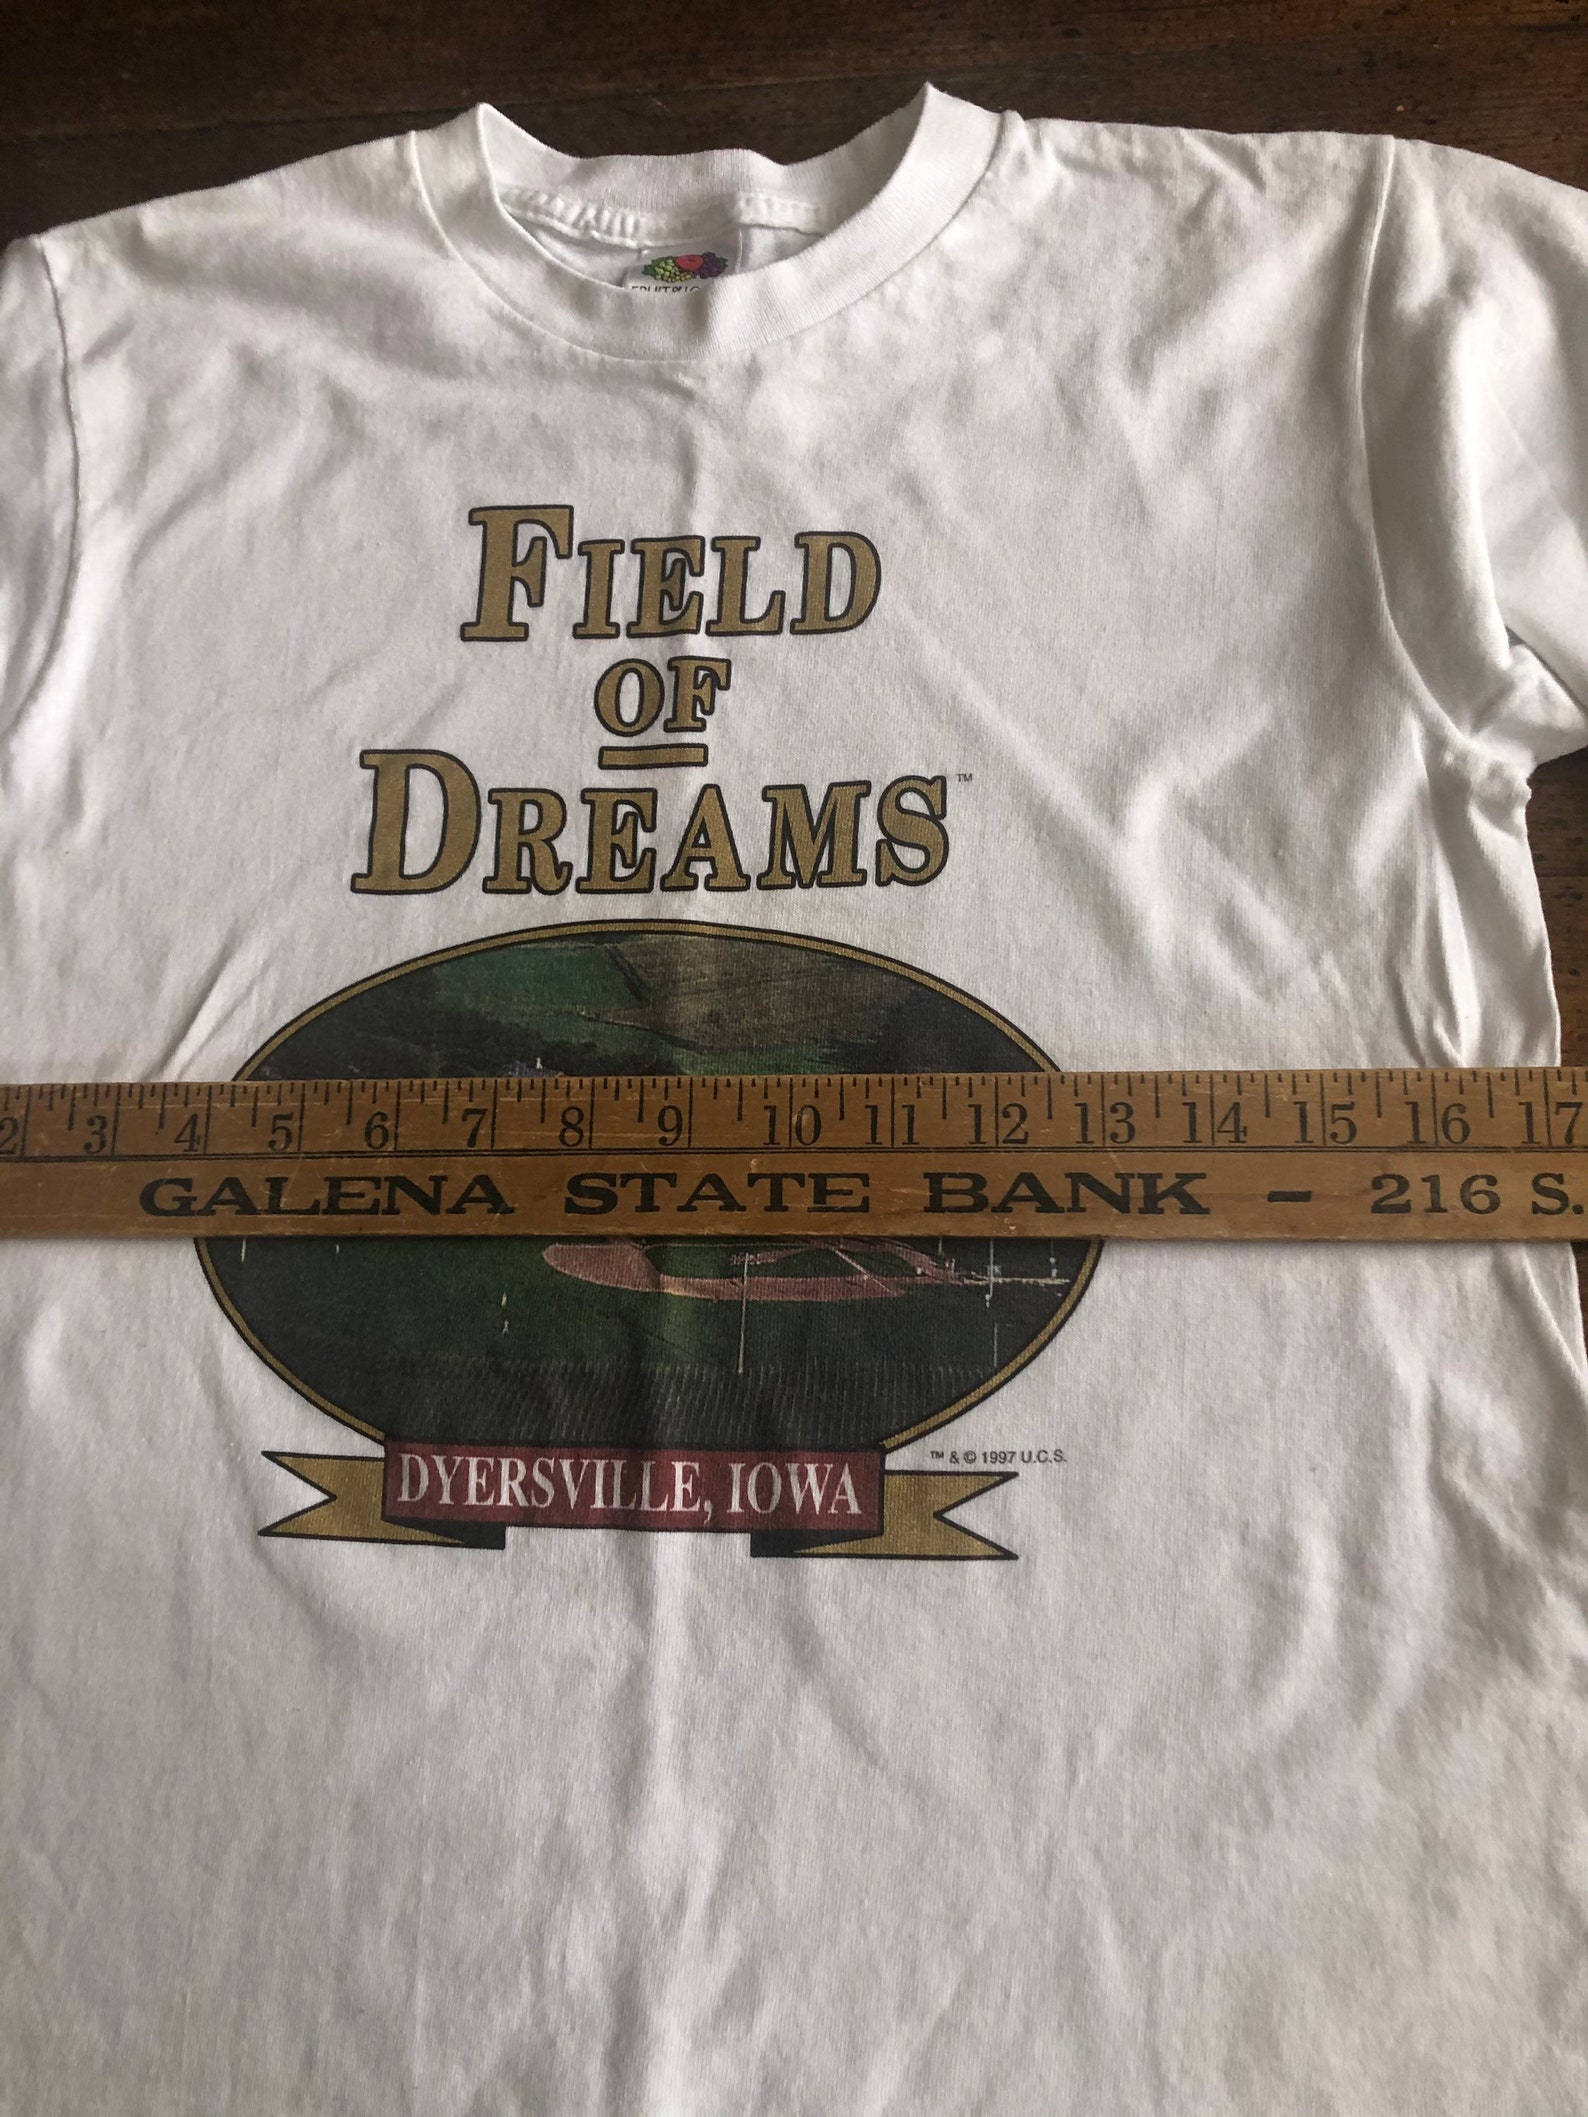 FIELD
OF
DREAMS™
2 3 4 5 6 7 8 9 10 11 12 13 14 15 16 17
GALENA STATE BANK - 216 S.
™ & © 1997 U.C.S.
DYERSVILLE, IOWA